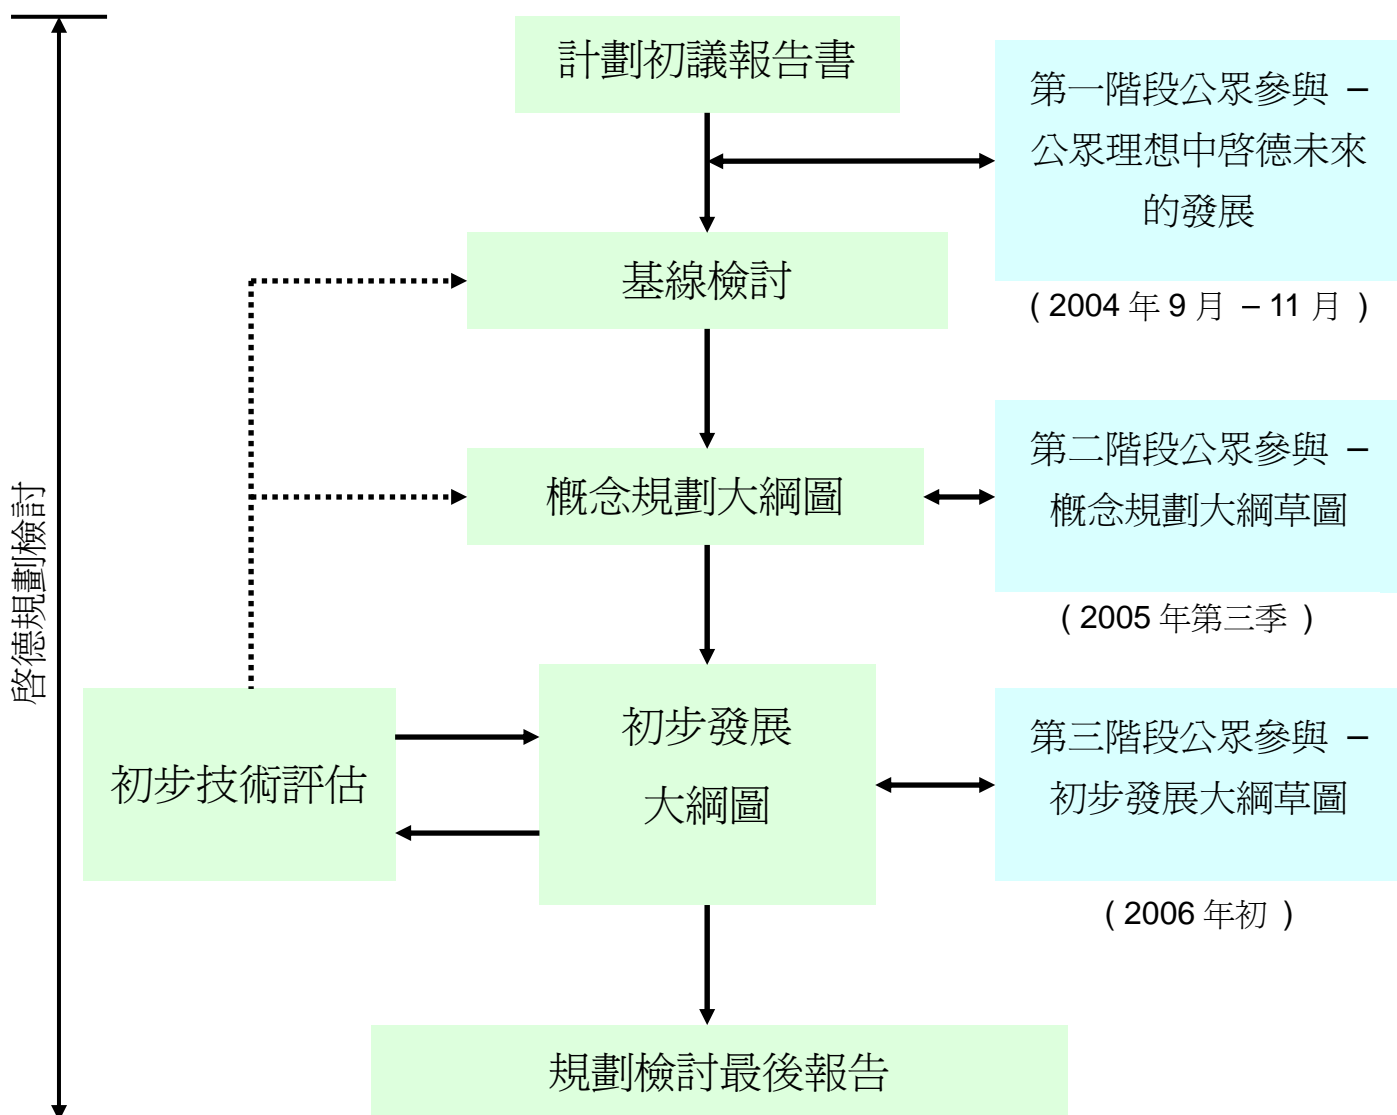 計劃初議報告書
第一階段公眾參與 –
公眾理想中啓德未來
的發展
( 2004 年 9 月 – 11 月 )
基線檢討
概念規劃大綱圖
第二階段公眾參與 –
概念規劃大綱草圖
( 2005 年第三季 )
啓德規劃檢討
初步技術評估
初步發展
大綱圖
第三階段公眾參與 –
初步發展大綱草圖
( 2006 年初 )
規劃檢討最後報告